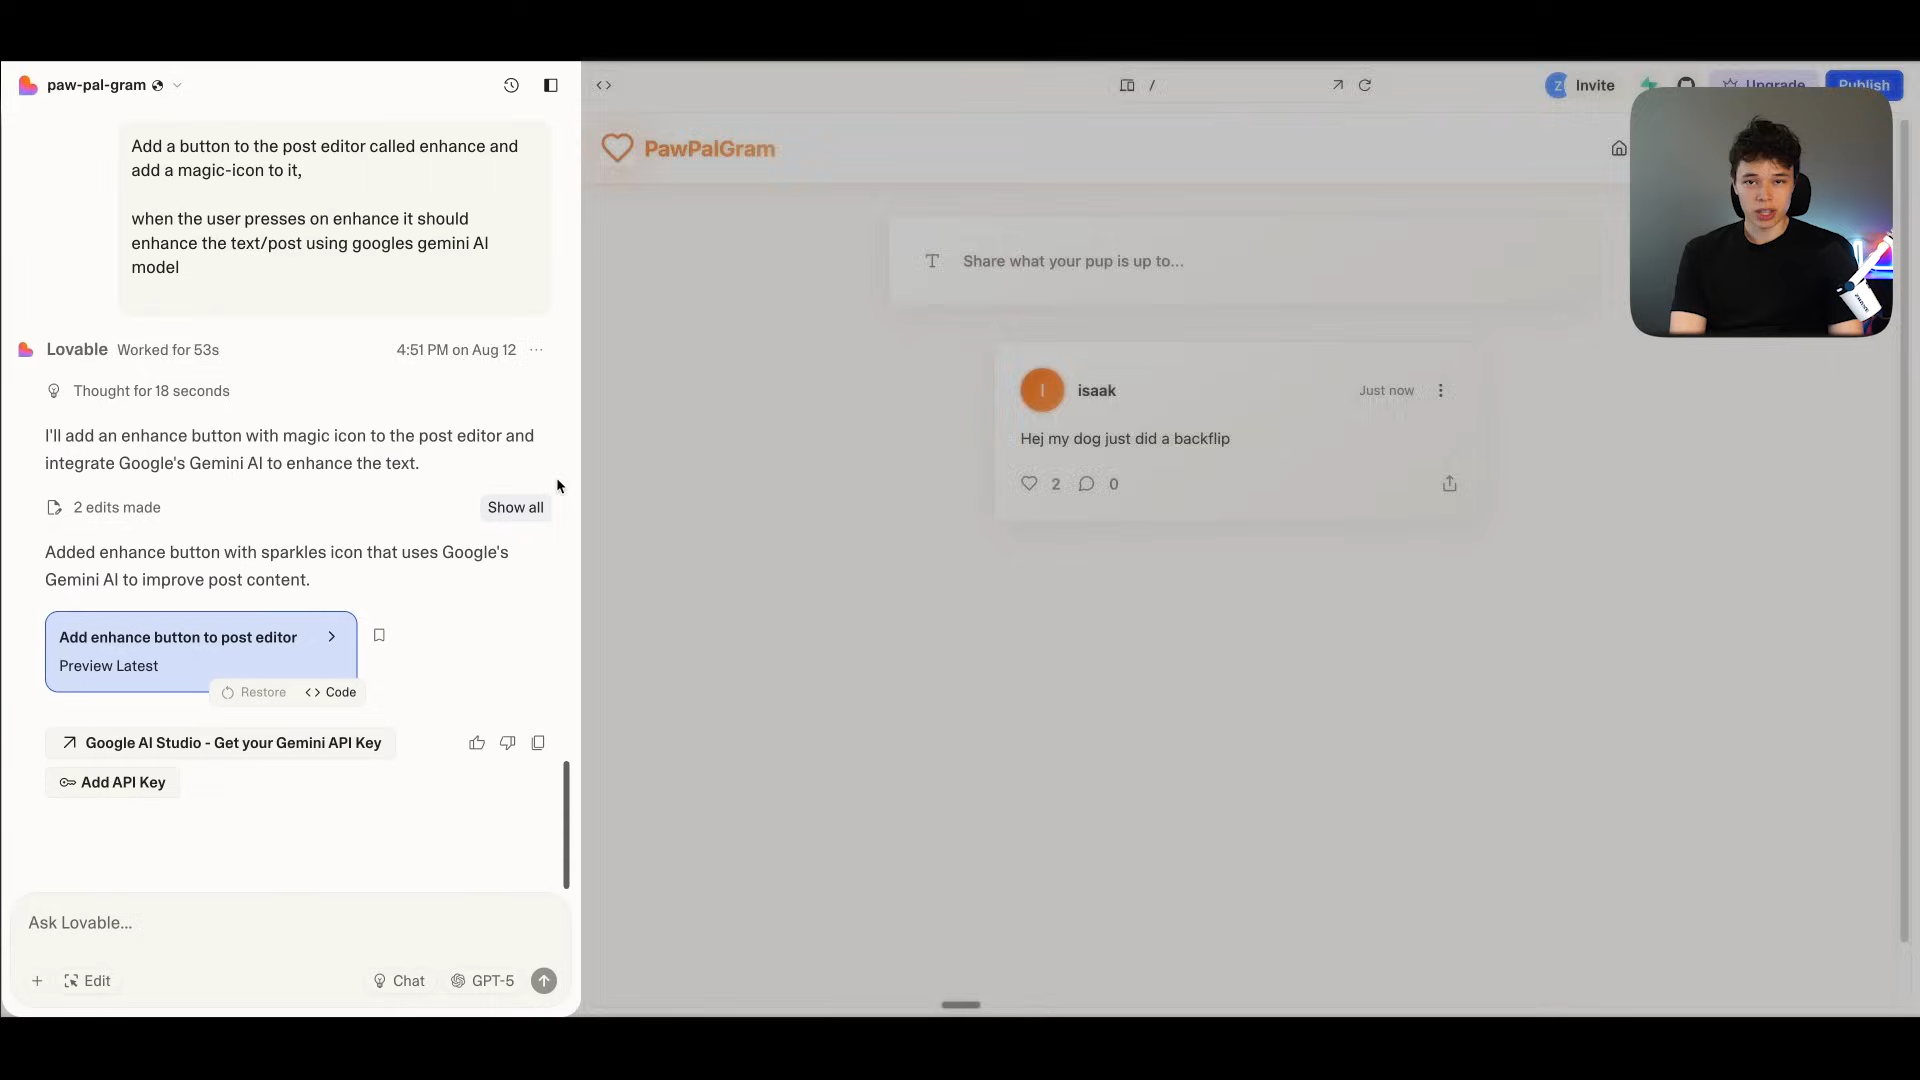 paw-pal-gram
Add a button to the post editor called enhance and
add a magic-icon to it,
when the user presses on enhance it should
enhance the text/post using googles gemini AI
model
Lovable Worked for 53s 4:51 PM on Aug 12
Thought for 18 seconds
I'll add an enhance button with magic icon to the post editor and
integrate Google's Gemini AI to enhance the text.
2 edits made Show all
Added enhance button with sparkles icon that uses Google's
Gemini AI to improve post content.
Add enhance button to post editor
Preview Latest
Restore <> Code
Google AI Studio - Get your Gemini API Key
Add API Key
Ask Lovable...
+ Edit Chat GPT-5
/ Z Invite Upgrade Publish
PawPalGram
T Share what your pup is up to...
I isaak Just now
Hej my dog just did a backflip
2 0